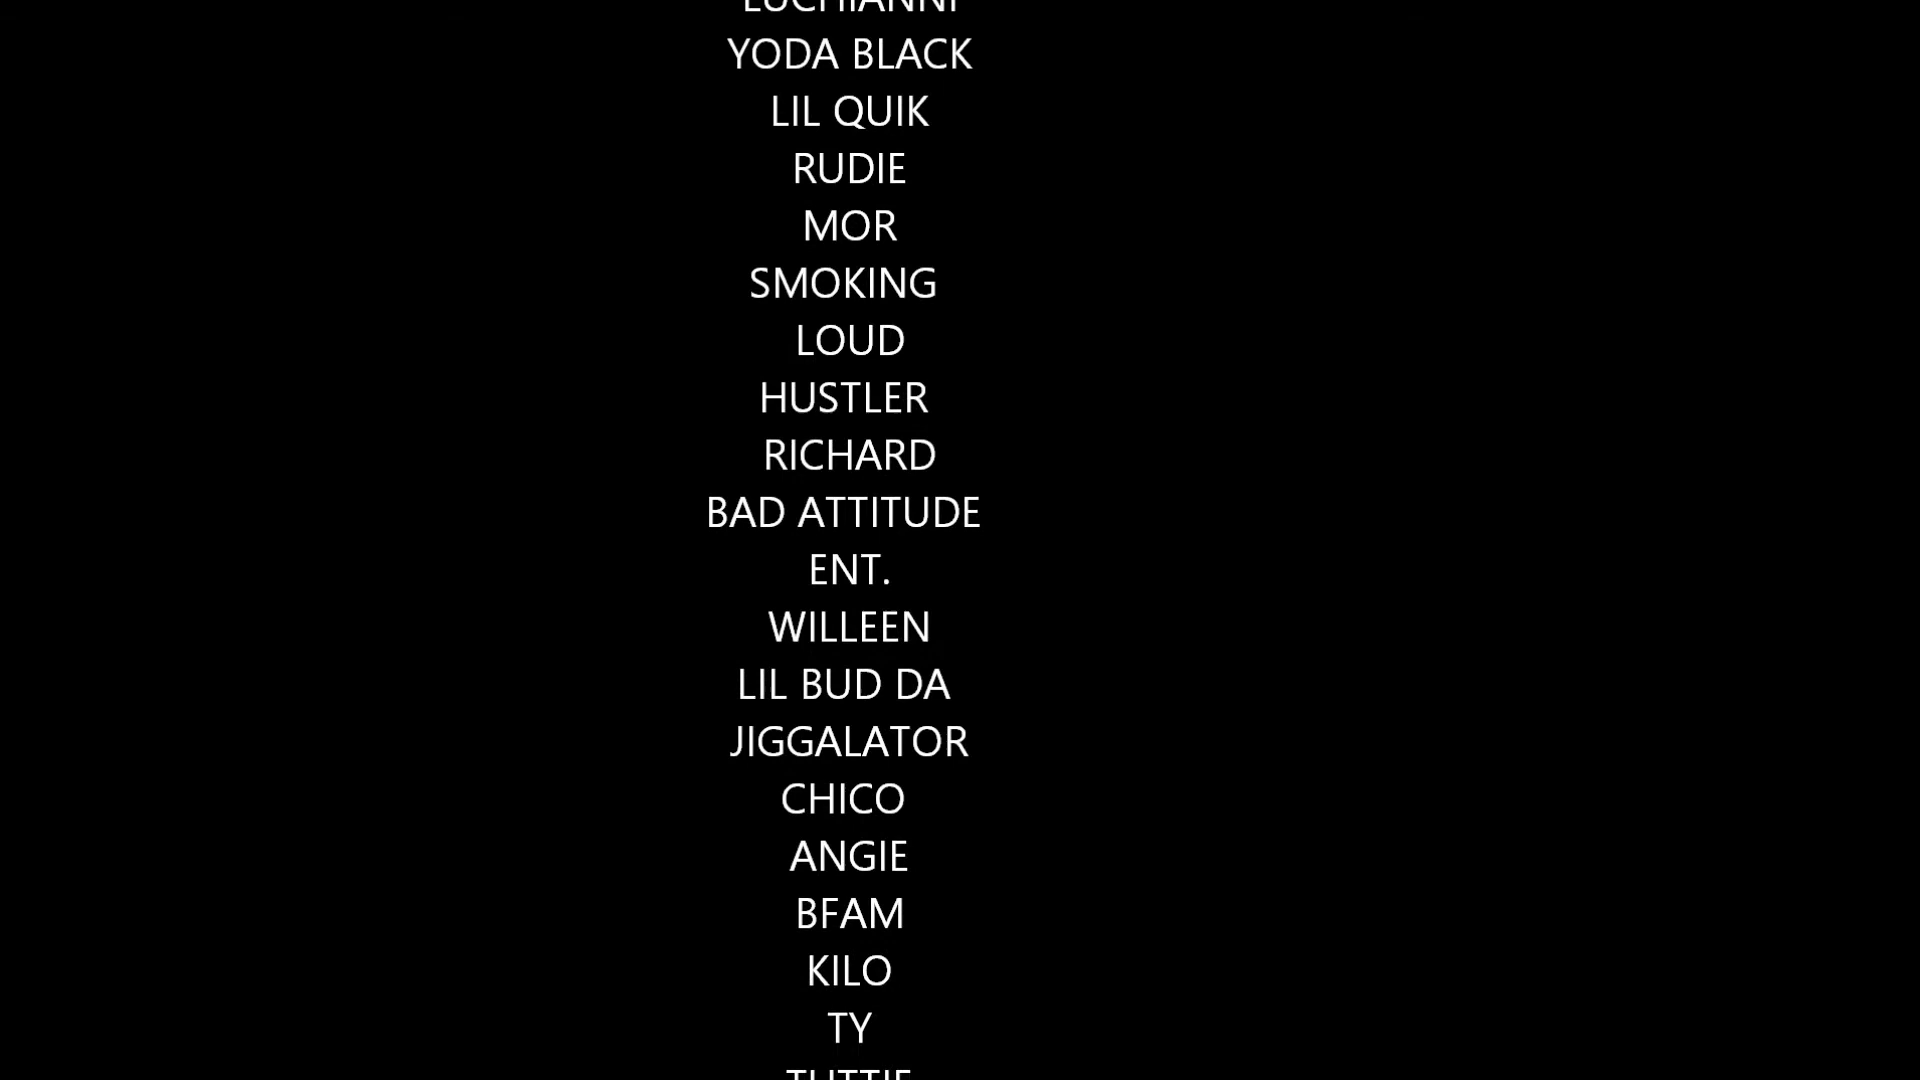 LUCHIANNI
YODA BLACK
LIL QUIK
RUDIE
MOR
SMOKING
LOUD
HUSTLER
RICHARD
BAD ATTITUDE
ENT.
WILLEEN
LIL BUD DA
JIGGALATOR
CHICO
ANGIE
BFAM
KILO
TY